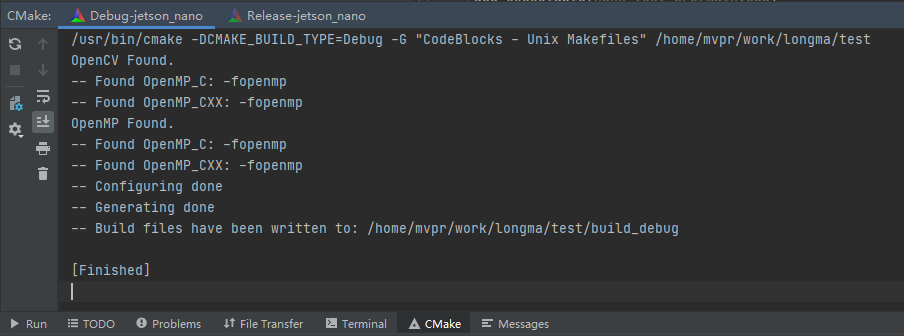 CMake: Debug-jetson_nano Release-jetson_nano
/usr/bin/cmake -DCMAKE_BUILD_TYPE=Debug -G "CodeBlocks - Unix Makefiles" /home/mvpr/work/longma/test
OpenCV Found.
-- Found OpenMP_C: -fopenmp
-- Found OpenMP_CXX: -fopenmp
OpenMP Found.
-- Found OpenMP_C: -fopenmp
-- Found OpenMP_CXX: -fopenmp
-- Configuring done
-- Generating done
-- Build files have been written to: /home/mvpr/work/longma/test/build_debug
[Finished]
Run TODO Problems File Transfer Terminal CMake Messages